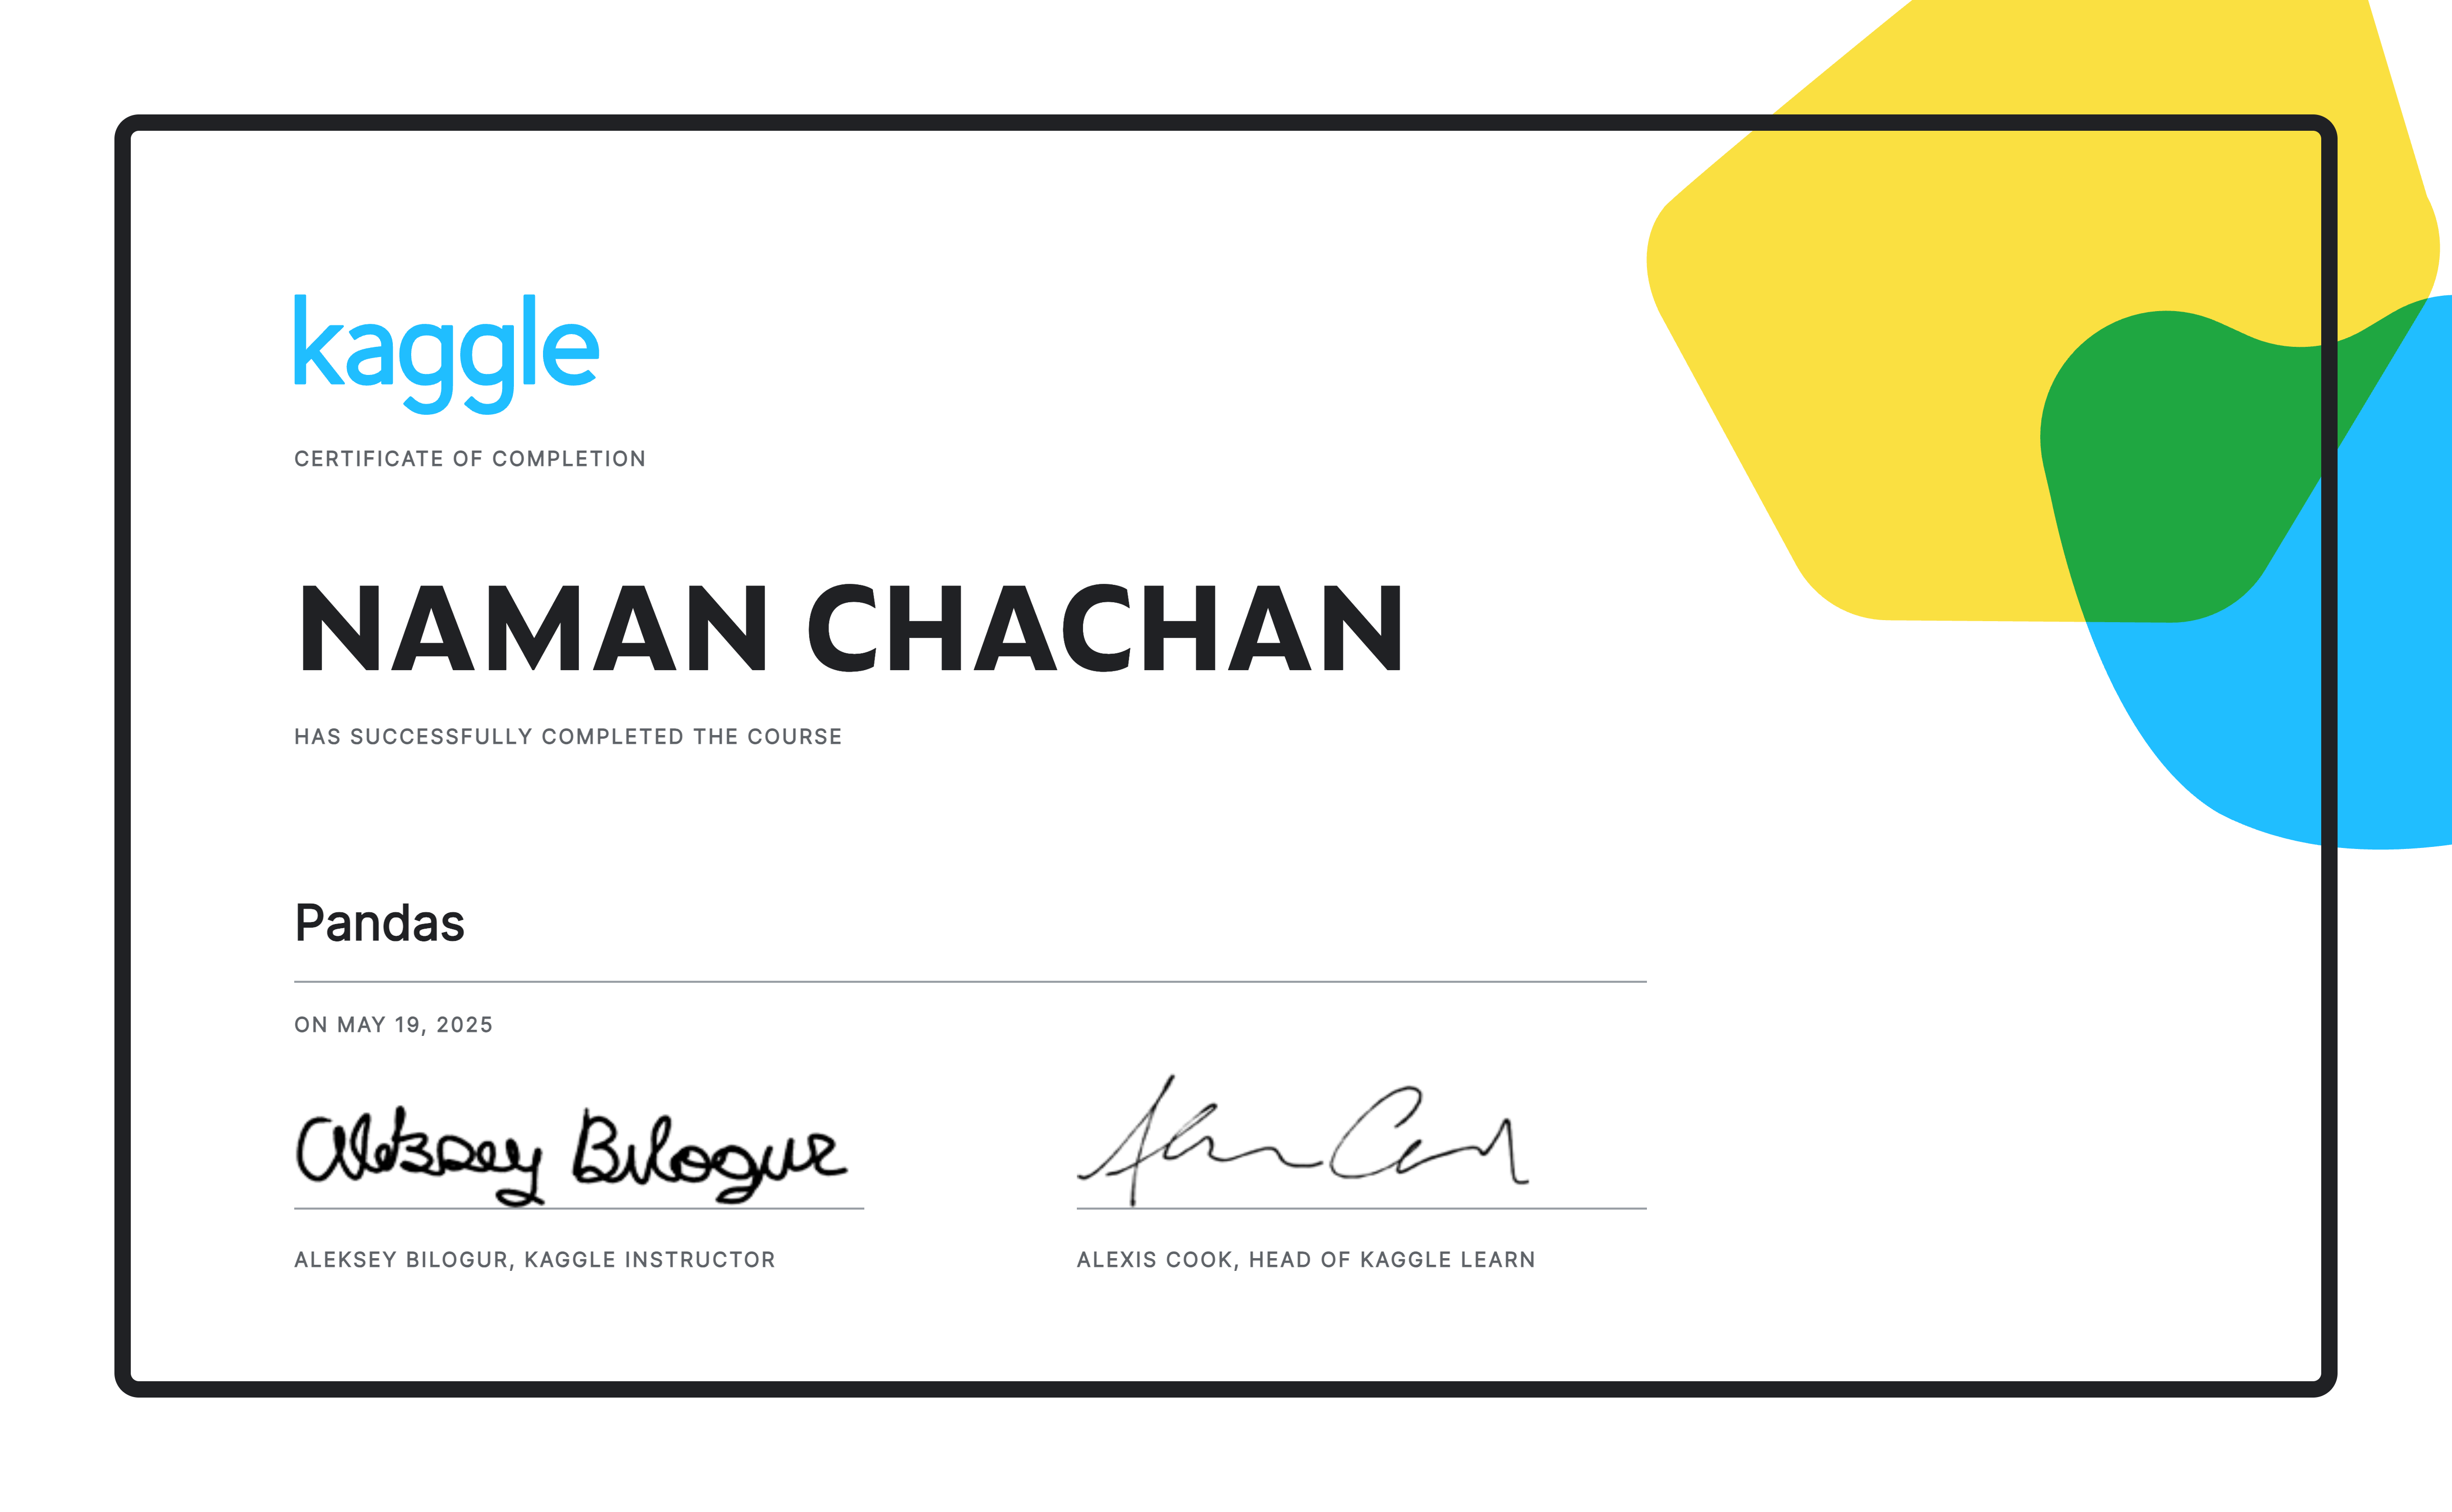 kaggle
CERTIFICATE OF COMPLETION
NAMAN CHACHAN
HAS SUCCESSFULLY COMPLETED THE COURSE
Pandas
ON MAY 19, 2025
Aleksey Bilogur
ALEKSEY BILOGUR, KAGGLE INSTRUCTOR
ALEXIS COOK, HEAD OF KAGGLE LEARN